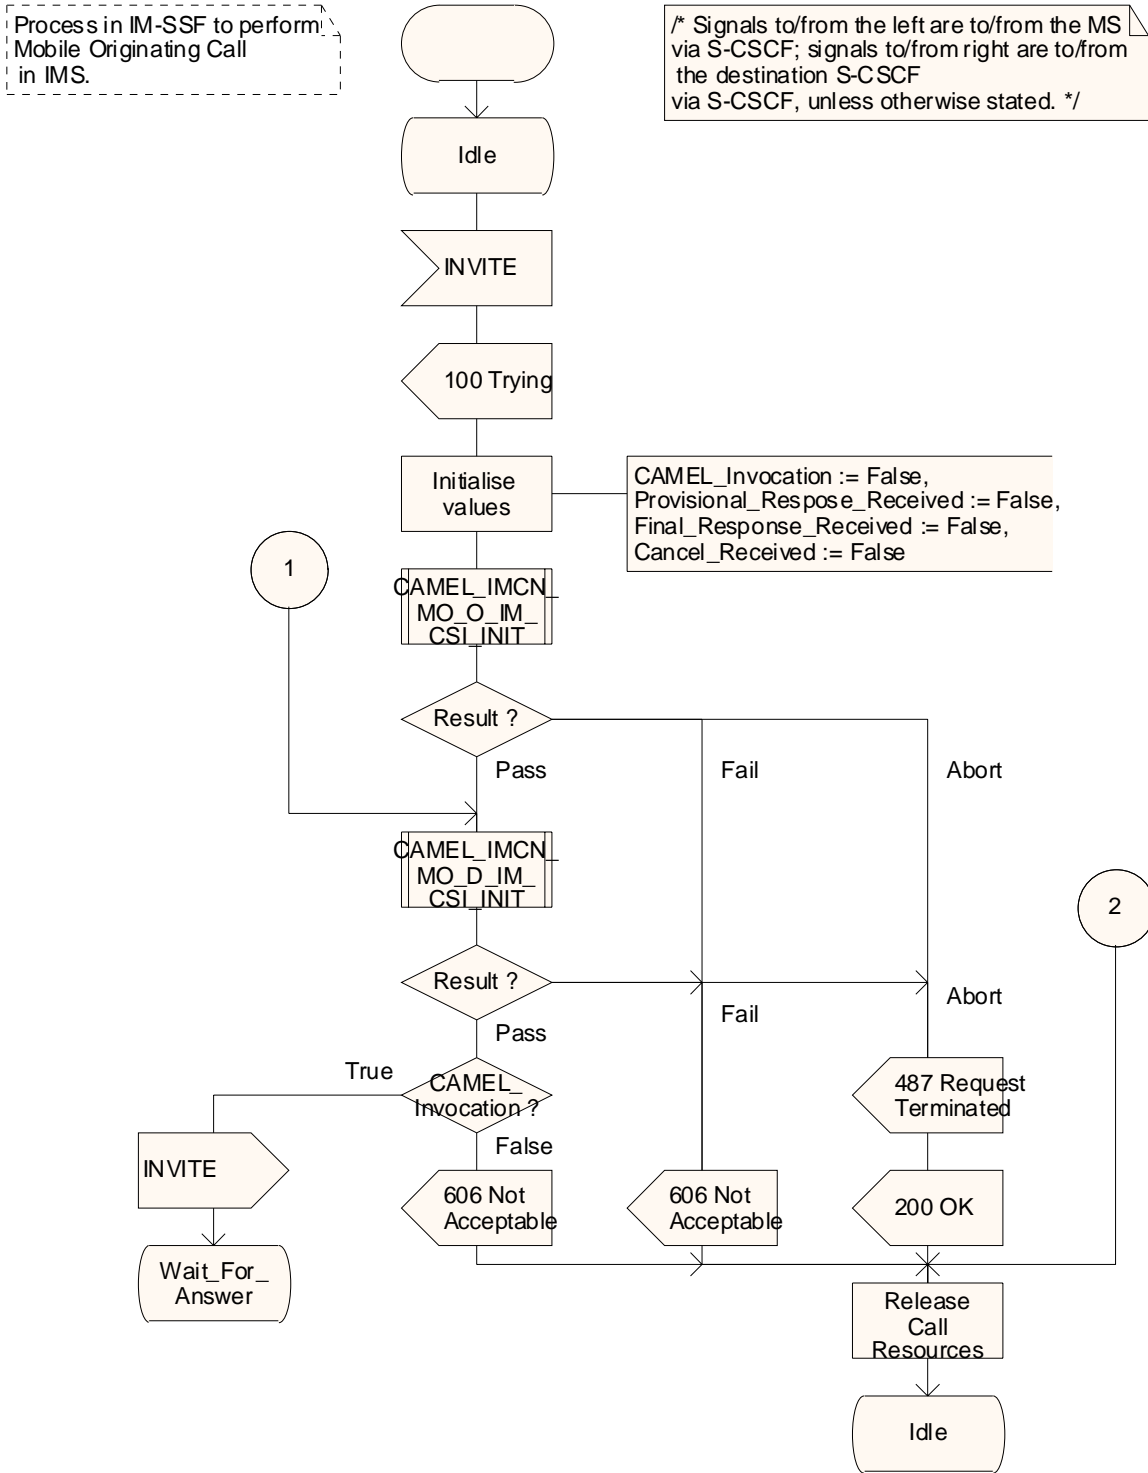 Process in IM-SSF to perform
Mobile Originating Call
in IMS.
/* Signals to/from the left are to/from the MS
via S-CSCF; signals to/from right are to/from
the destination S-CSCF
via S-CSCF, unless otherwise stated. */
Idle
INVITE
100 Trying
Initialise
values
CAMEL_Invocation := False,
Provisional_Respose_Received := False,
Final_Response_Received := False,
Cancel_Received := False
1
CAMEL_IMCN_
MO_O_IM_
CSI_INIT
Result ?
Pass
Fail
Abort
CAMEL_IMCN_
MO_D_IM_
CSI_INIT
2
Result ?
Pass
Fail
Abort
True
CAMEL_
Invocation ?
False
487 Request
Terminated
INVITE
606 Not
Acceptable
606 Not
Acceptable
200 OK
Wait_For_
Answer
Release
Call
Resources
Idle